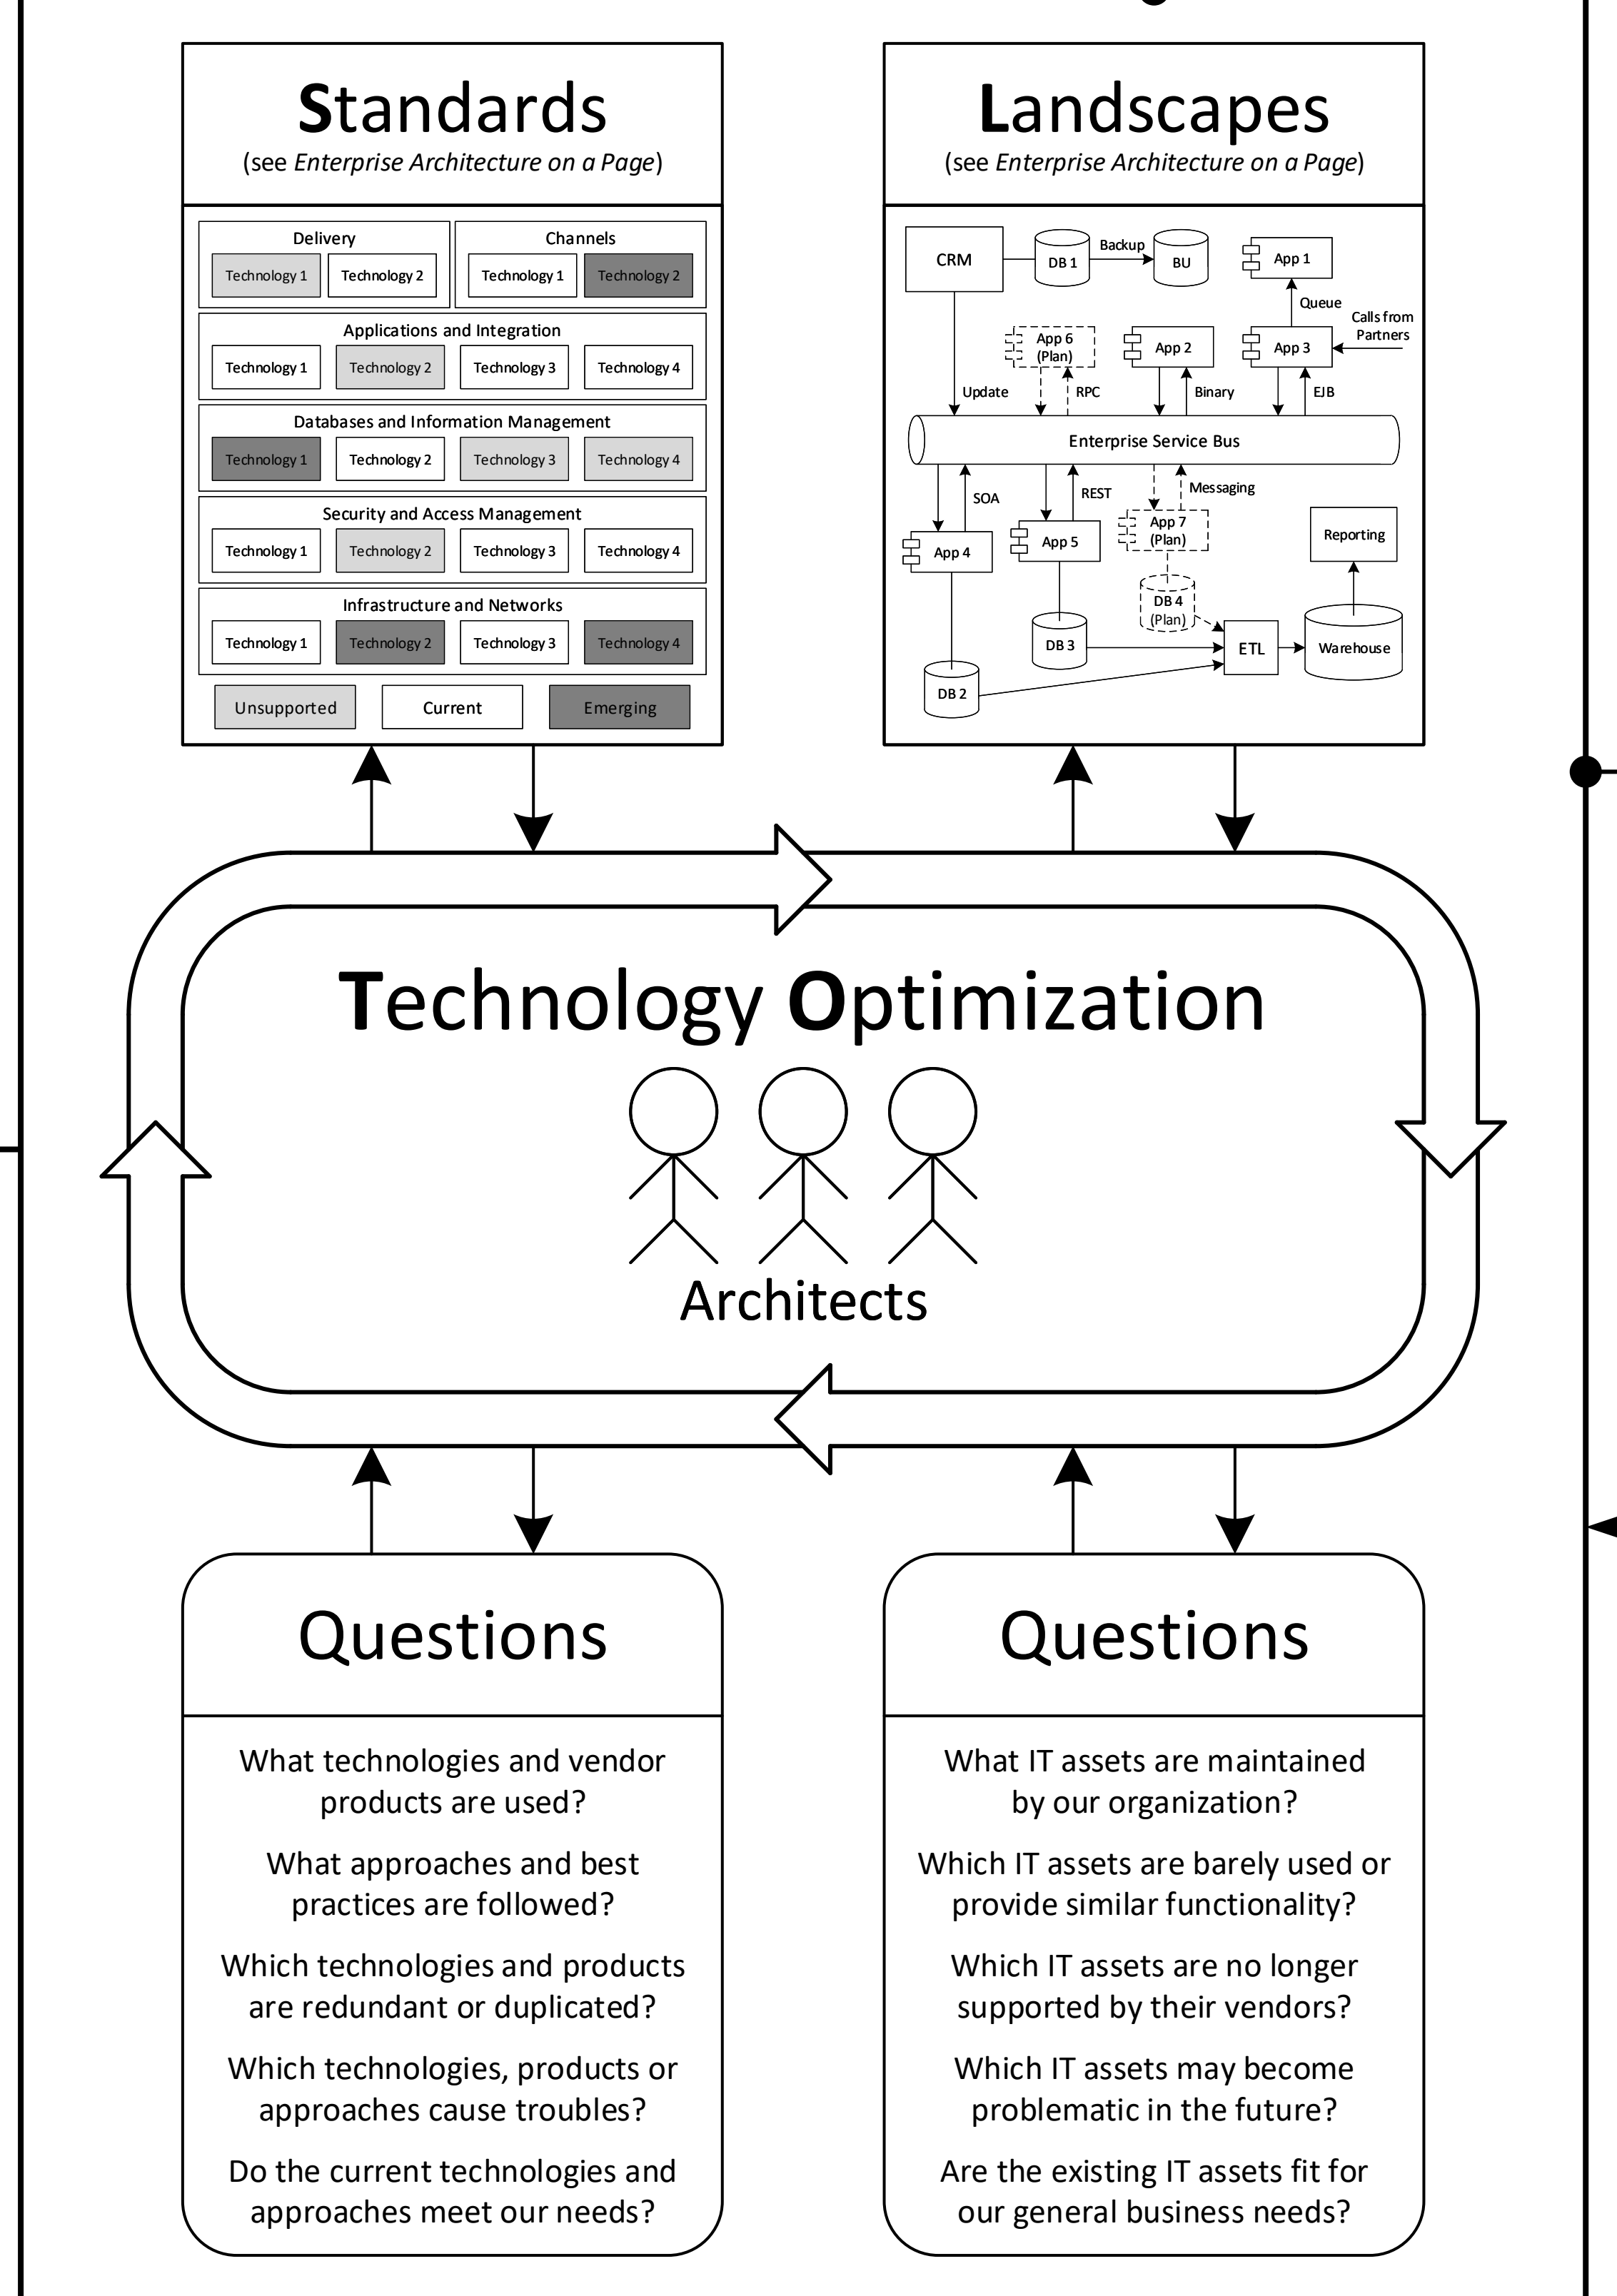 Standards
(see Enterprise Architecture on a Page)
Delivery
Technology 1
Technology 2
Channels
Technology 1
Technology 2
Applications and Integration
Technology 1
Technology 2
Technology 3
Technology 4
Databases and Information Management
Technology 1
Technology 2
Technology 3
Technology 4
Security and Access Management
Technology 1
Technology 2
Technology 3
Technology 4
Infrastructure and Networks
Technology 1
Technology 2
Technology 3
Technology 4
Unsupported
Current
Emerging
Landscapes
(see Enterprise Architecture on a Page)
CRM
DB 1
Backup
BU
App 1
Queue
Calls from
Partners
App 6
(Plan)
App 2
App 3
Update
RPC
Binary
EJB
Enterprise Service Bus
SOA
REST
Messaging
App 4
App 5
App 7
(Plan)
Reporting
DB 4
(Plan)
DB 3
ETL
Warehouse
DB 2
Technology Optimization
Architects
Questions
What technologies and vendor
products are used?
What approaches and best
practices are followed?
Which technologies and products
are redundant or duplicated?
Which technologies, products or
approaches cause troubles?
Do the current technologies and
approaches meet our needs?
Questions
What IT assets are maintained
by our organization?
Which IT assets are barely used or
provide similar functionality?
Which IT assets are no longer
supported by their vendors?
Which IT assets may become
problematic in the future?
Are the existing IT assets fit for
our general business needs?